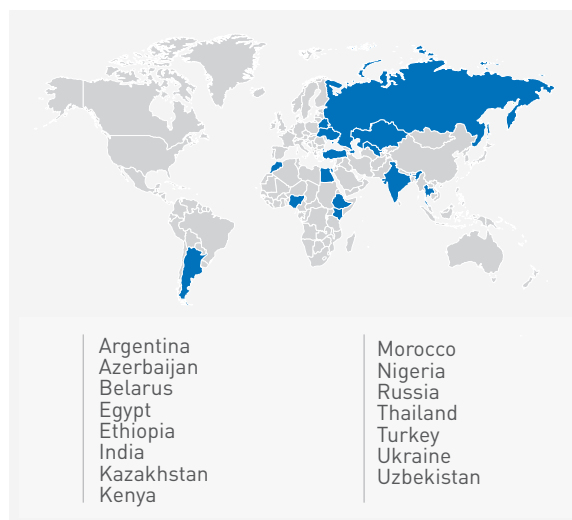 Argentina
Azerbaijan
Belarus
Egypt
Ethiopia
India
Kazakhstan
Kenya
Morocco
Nigeria
Russia
Thailand
Turkey
Ukraine
Uzbekistan